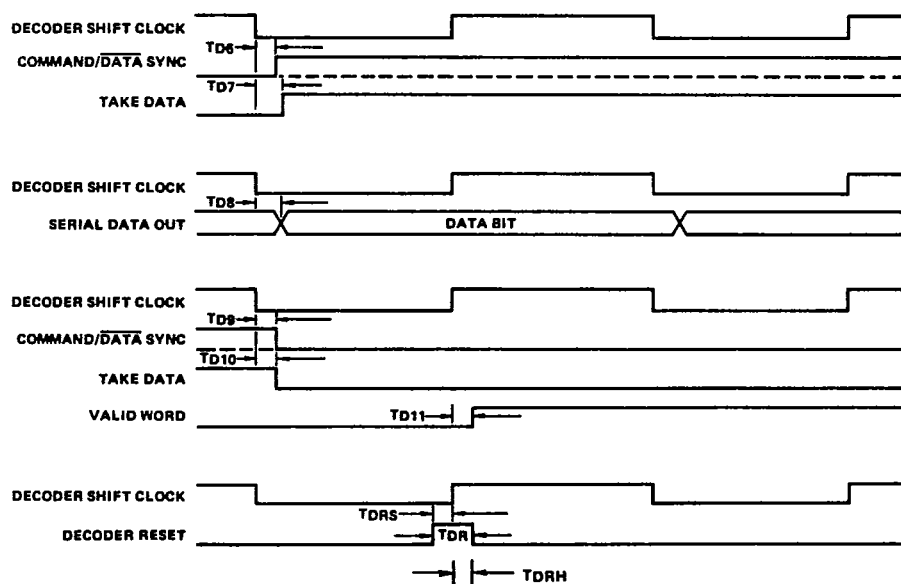 DECODER SHIFT CLOCK
TD6
COMMAND/DATA SYNC
TD7
TAKE DATA
DECODER SHIFT CLOCK
TD8
SERIAL DATA OUT
DATA BIT
DECODER SHIFT CLOCK
TD9
COMMAND/DATA SYNC
TD10
TAKE DATA
VALID WORD
TD11
DECODER SHIFT CLOCK
TDRS
DECODER RESET
TDR
TDRH